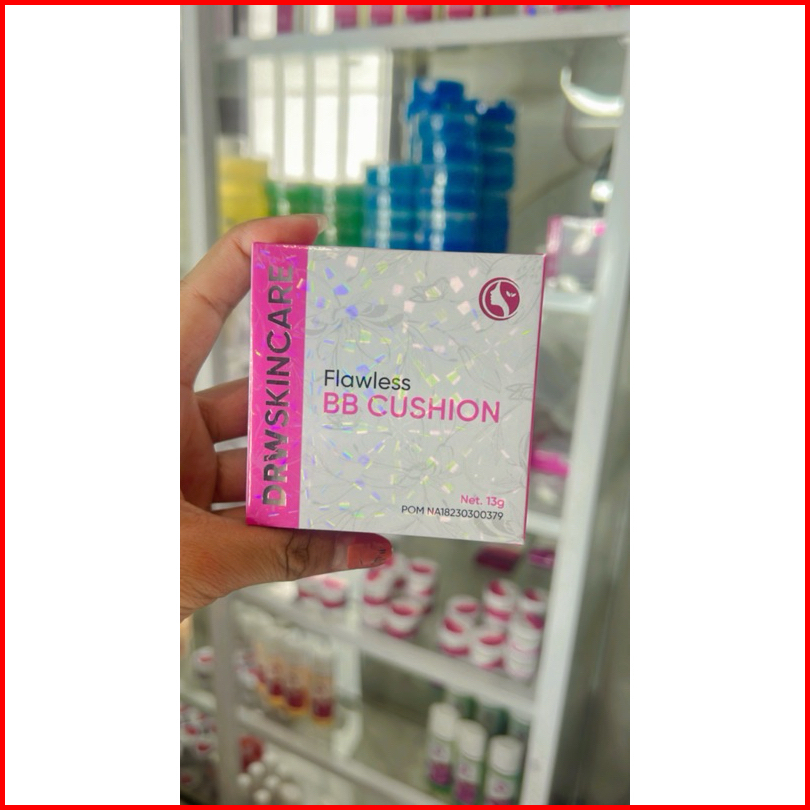 DRWSKINCARE
Flawless
BB CUSHION
Net. 13g
POM NA18230300379